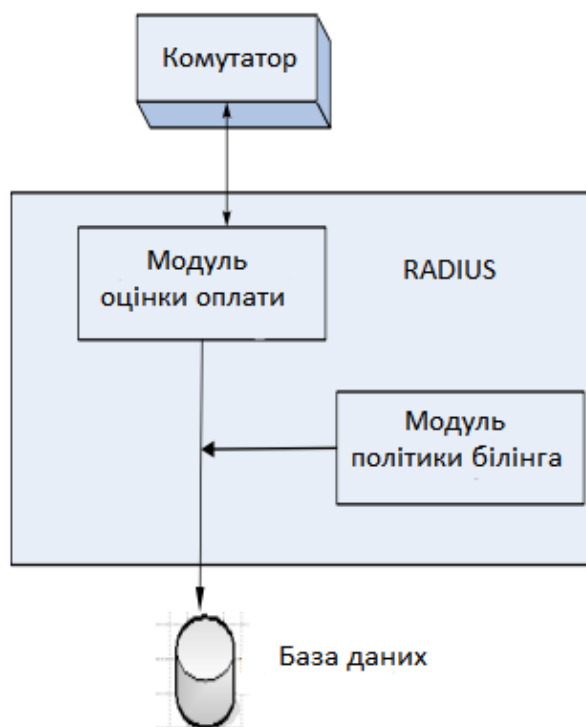 Комутатор
Модуль
оцінки оплати
RADIUS
Модуль
політики білінга
База даних